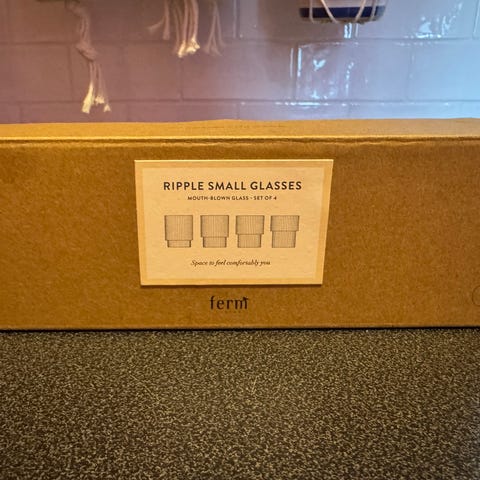 RIPPLE SMALL GLASSES
MOUTH-BLOWN GLASS - SET OF 4
Space to feel comfortably you
ferm